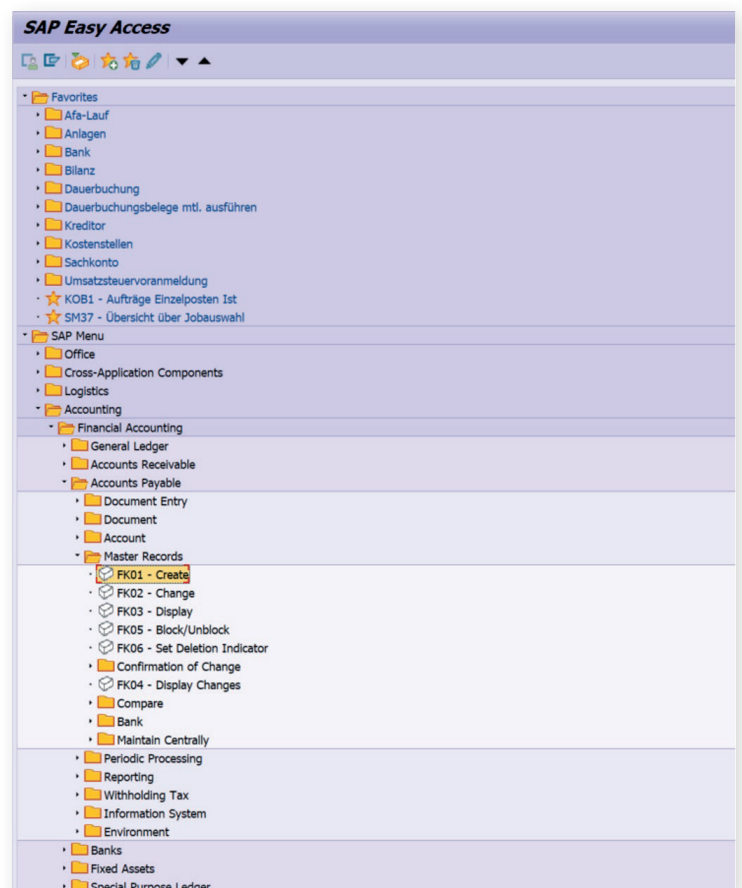 SAP Easy Access
Favorites
Afa-Lauf
Anlagen
Bank
Bilanz
Dauerbuchung
Dauerbuchungsbelege mtl. ausführen
Kreditor
Kostenstellen
Sachkonto
Umsatzsteuervoranmeldung
KOB1 - Aufträge Einzelposten Ist
SM37 - Übersicht über Jobauswahl
SAP Menu
Office
Cross-Application Components
Logistics
Accounting
Financial Accounting
General Ledger
Accounts Receivable
Accounts Payable
Document Entry
Document
Account
Master Records
FK01 - Create
FK02 - Change
FK03 - Display
FK05 - Block/Unblock
FK06 - Set Deletion Indicator
Confirmation of Change
FK04 - Display Changes
Compare
Bank
Maintain Centrally
Periodic Processing
Reporting
Withholding Tax
Information System
Environment
Banks
Fixed Assets
Special Purpose Ledger